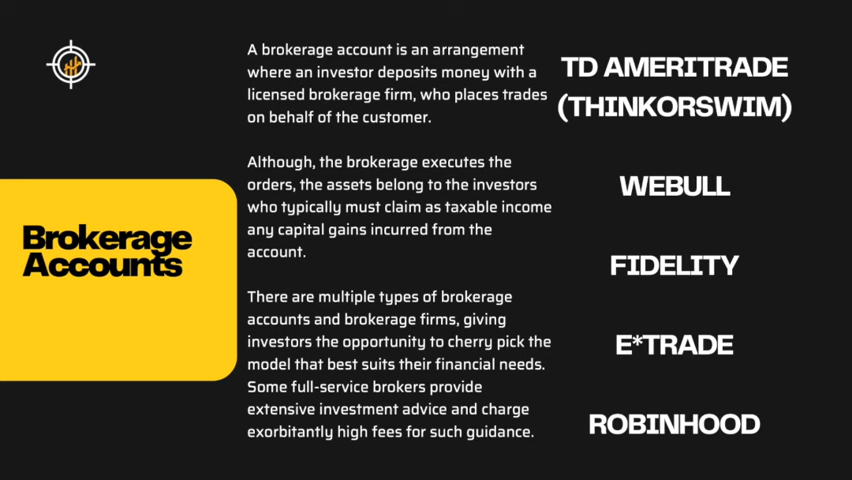 Brokerage
Accounts
A brokerage account is an arrangement
where an investor deposits money with a
licensed brokerage firm, who places trades
on behalf of the customer.
Although, the brokerage executes the
orders, the assets belong to the investors
who typically must claim as taxable income
any capital gains incurred from the
account.
There are multiple types of brokerage
accounts and brokerage firms, giving
investors the opportunity to cherry pick the
model that best suits their financial needs.
Some full-service brokers provide
extensive investment advice and charge
exorbitantly high fees for such guidance.
TD AMERITRADE
(THINKORSWIM)
WEBULL
FIDELITY
E*TRADE
ROBINHOOD